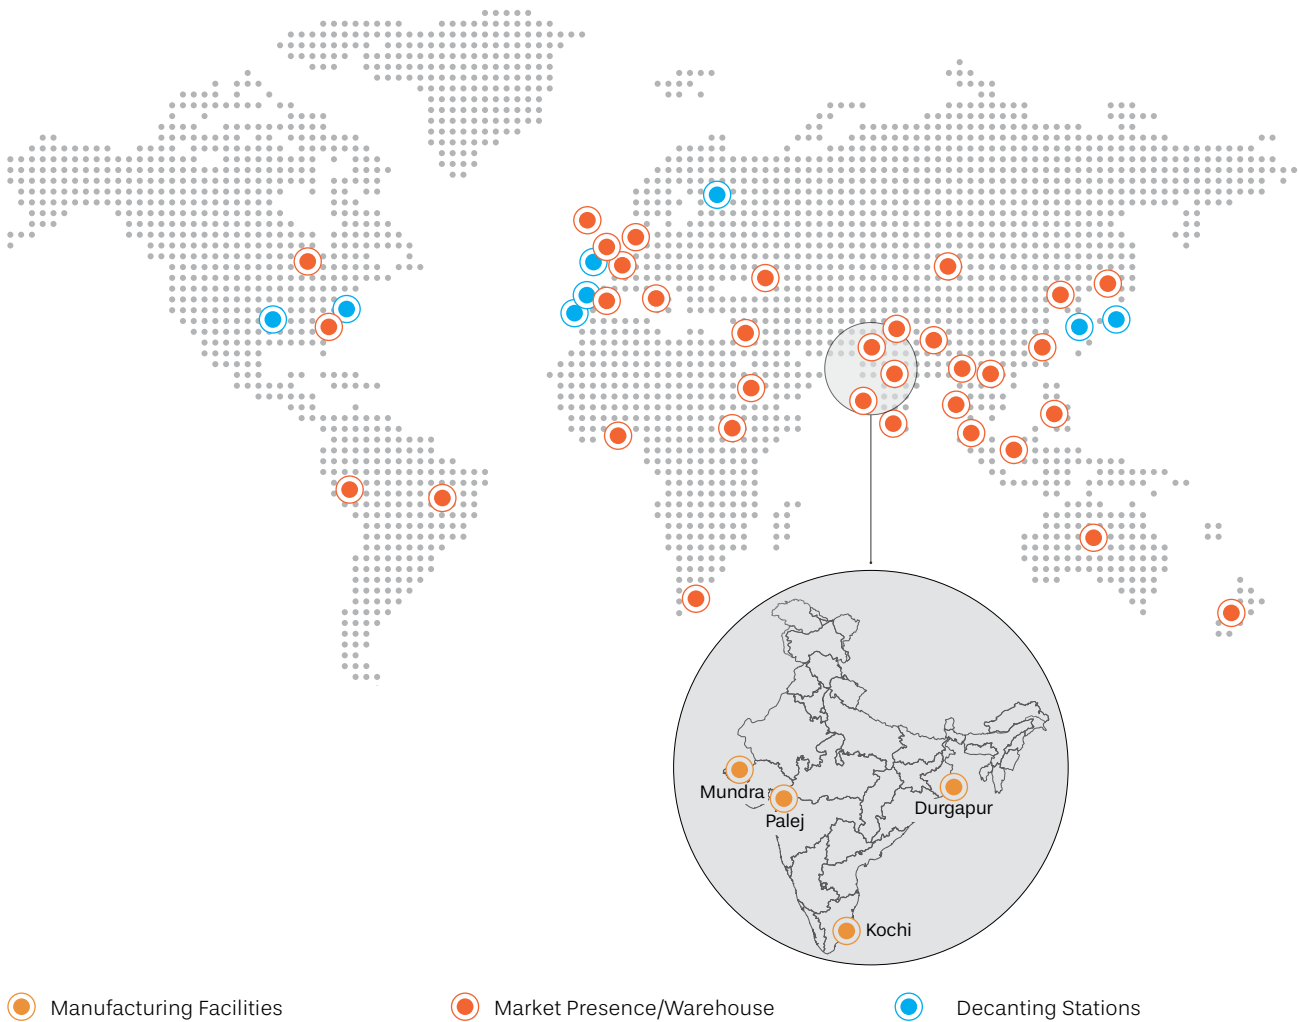 Mundra
Palej
Durgapur
Kochi
Manufacturing Facilities
Market Presence/Warehouse
Decanting Stations